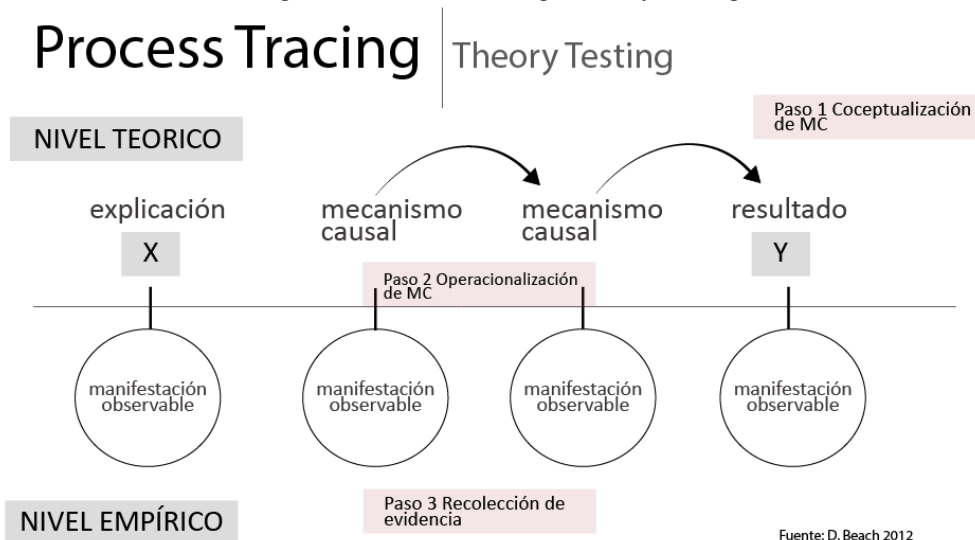 Process Tracing
Theory Testing
Paso 1 Coceptualización
de MC
NIVEL TEORICO
explicación
mecanismo
causal
mecanismo
causal
resultado
X
Y
Paso 2 Operacionalización
de MC
manifestación
observable
manifestación
observable
manifestación
observable
manifestación
observable
Paso 3 Recolección de
evidencia
NIVEL EMPÍRICO
Fuente: D. Beach 2012